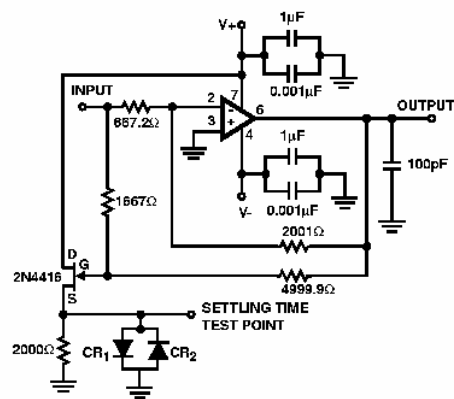 V+
1µF
0.001µF
INPUT
667.2Ω
2
3
-
+
7
6
4
OUTPUT
1µF
100pF
1667Ω
0.001µF
V-
2001Ω
4999.9Ω
D
G
2N4416
S
SETTLING TIME
TEST POINT
2000Ω
CR1
CR2